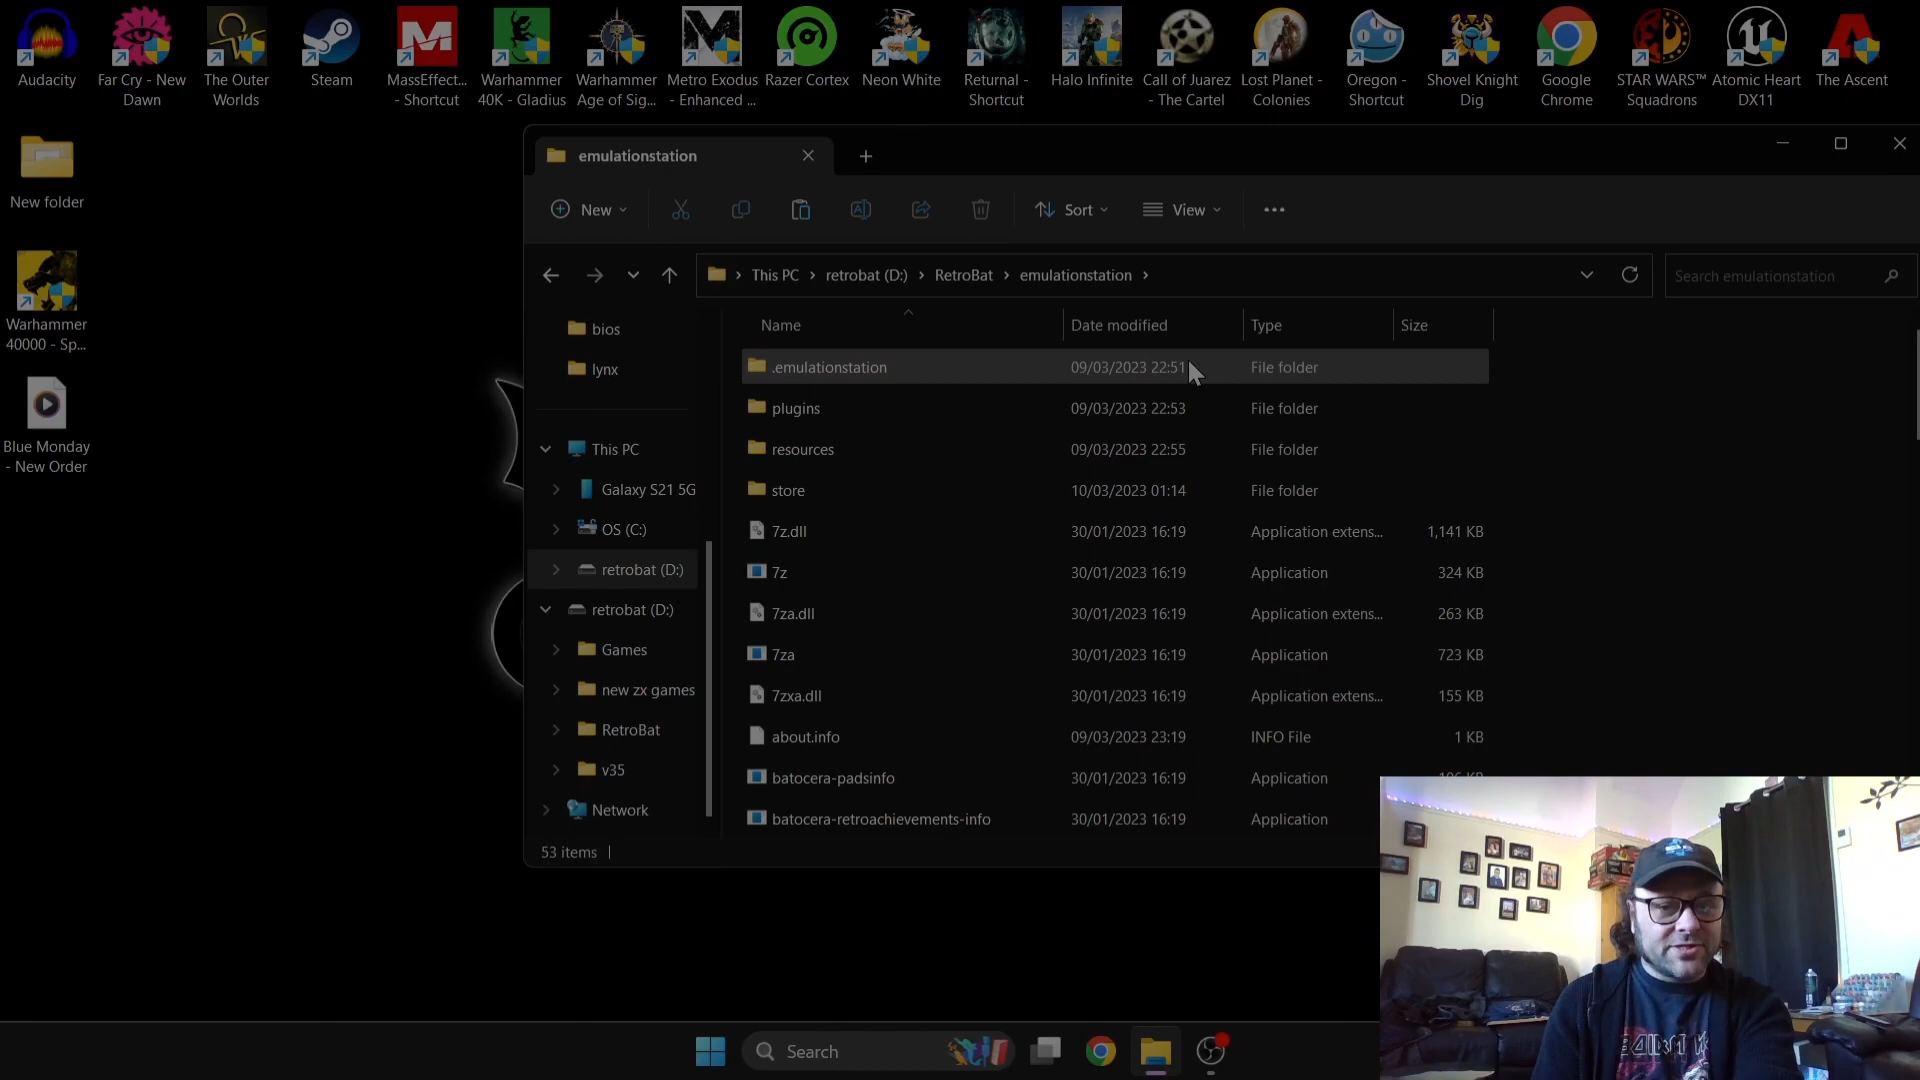 Audacity
Far Cry - New
Dawn
The Outer
Worlds
Steam
MassEffect...
- Shortcut
Warhammer
40K - Gladius
Warhammer
Age of Sig...
Metro Exodus
- Enhanced ...
Razer Cortex
Neon White
Returnal -
Shortcut
Halo Infinite
Call of Juarez
- The Cartel
Lost Planet -
Colonies
Oregon -
Shortcut
Shovel Knight
Dig
Google
Chrome
STAR WARS™
Squadrons
Atomic Heart
DX11
The Ascent
New folder
Warhammer
40000 - Sp...
Blue Monday
- New Order
emulationstation
New
Sort
View
This PC > retrobat (D:) > RetroBat > emulationstation >
Search emulationstation
bios
lynx
This PC
Galaxy S21 5G
OS (C:)
retrobat (D:)
retrobat (D:)
Games
new zx games
RetroBat
v35
Network
Name Date modified Type Size
.emulationstation 09/03/2023 22:51 File folder
plugins 09/03/2023 22:53 File folder
resources 09/03/2023 22:55 File folder
store 10/03/2023 01:14 File folder
7z.dll 30/01/2023 16:19 Application extens... 1,141 KB
7z 30/01/2023 16:19 Application 324 KB
7za.dll 30/01/2023 16:19 Application extens... 263 KB
7za 30/01/2023 16:19 Application 723 KB
7zxa.dll 30/01/2023 16:19 Application extens... 155 KB
about.info 09/03/2023 23:19 INFO File 1 KB
batocera-padsinfo 30/01/2023 16:19 Application
batocera-retroachievements-info 30/01/2023 16:19 Application
53 items
Search